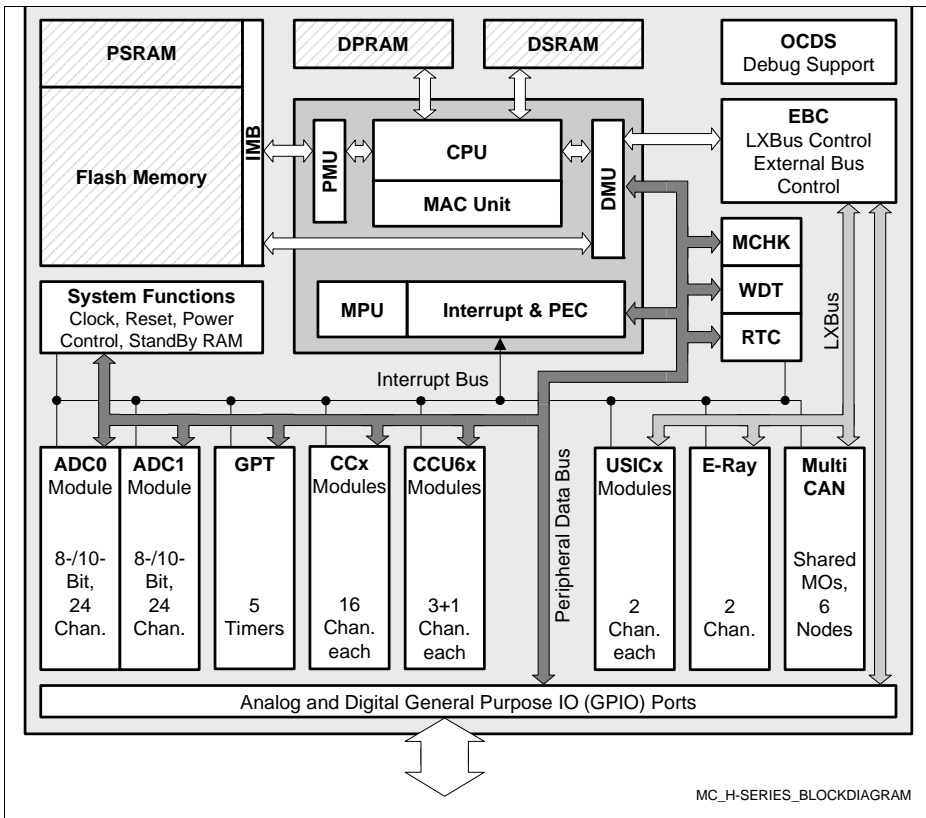 PSRAM
Flash Memory
IMB
DPRAM
DSRAM
OCDS
Debug Support
PMU
CPU
MAC Unit
DMU
EBC
LXBus Control
External Bus
Control
MPU
Interrupt & PEC
MCHK
WDT
RTC
LXBus
System Functions
Clock, Reset, Power
Control, StandBy RAM
Interrupt Bus
Peripheral Data Bus
ADC0
Module
8-/10-
Bit,
24
Chan.
ADC1
Module
8-/10-
Bit,
24
Chan.
GPT
5
Timers
CCx
Modules
16
Chan.
each
CCU6x
Modules
3+1
Chan.
each
USICx
Modules
2
Chan.
each
E-Ray
2
Chan.
Multi
CAN
Shared
MOs,
6
Nodes
Analog and Digital General Purpose IO (GPIO) Ports
MC_H-SERIES_BLOCKDIAGRAM